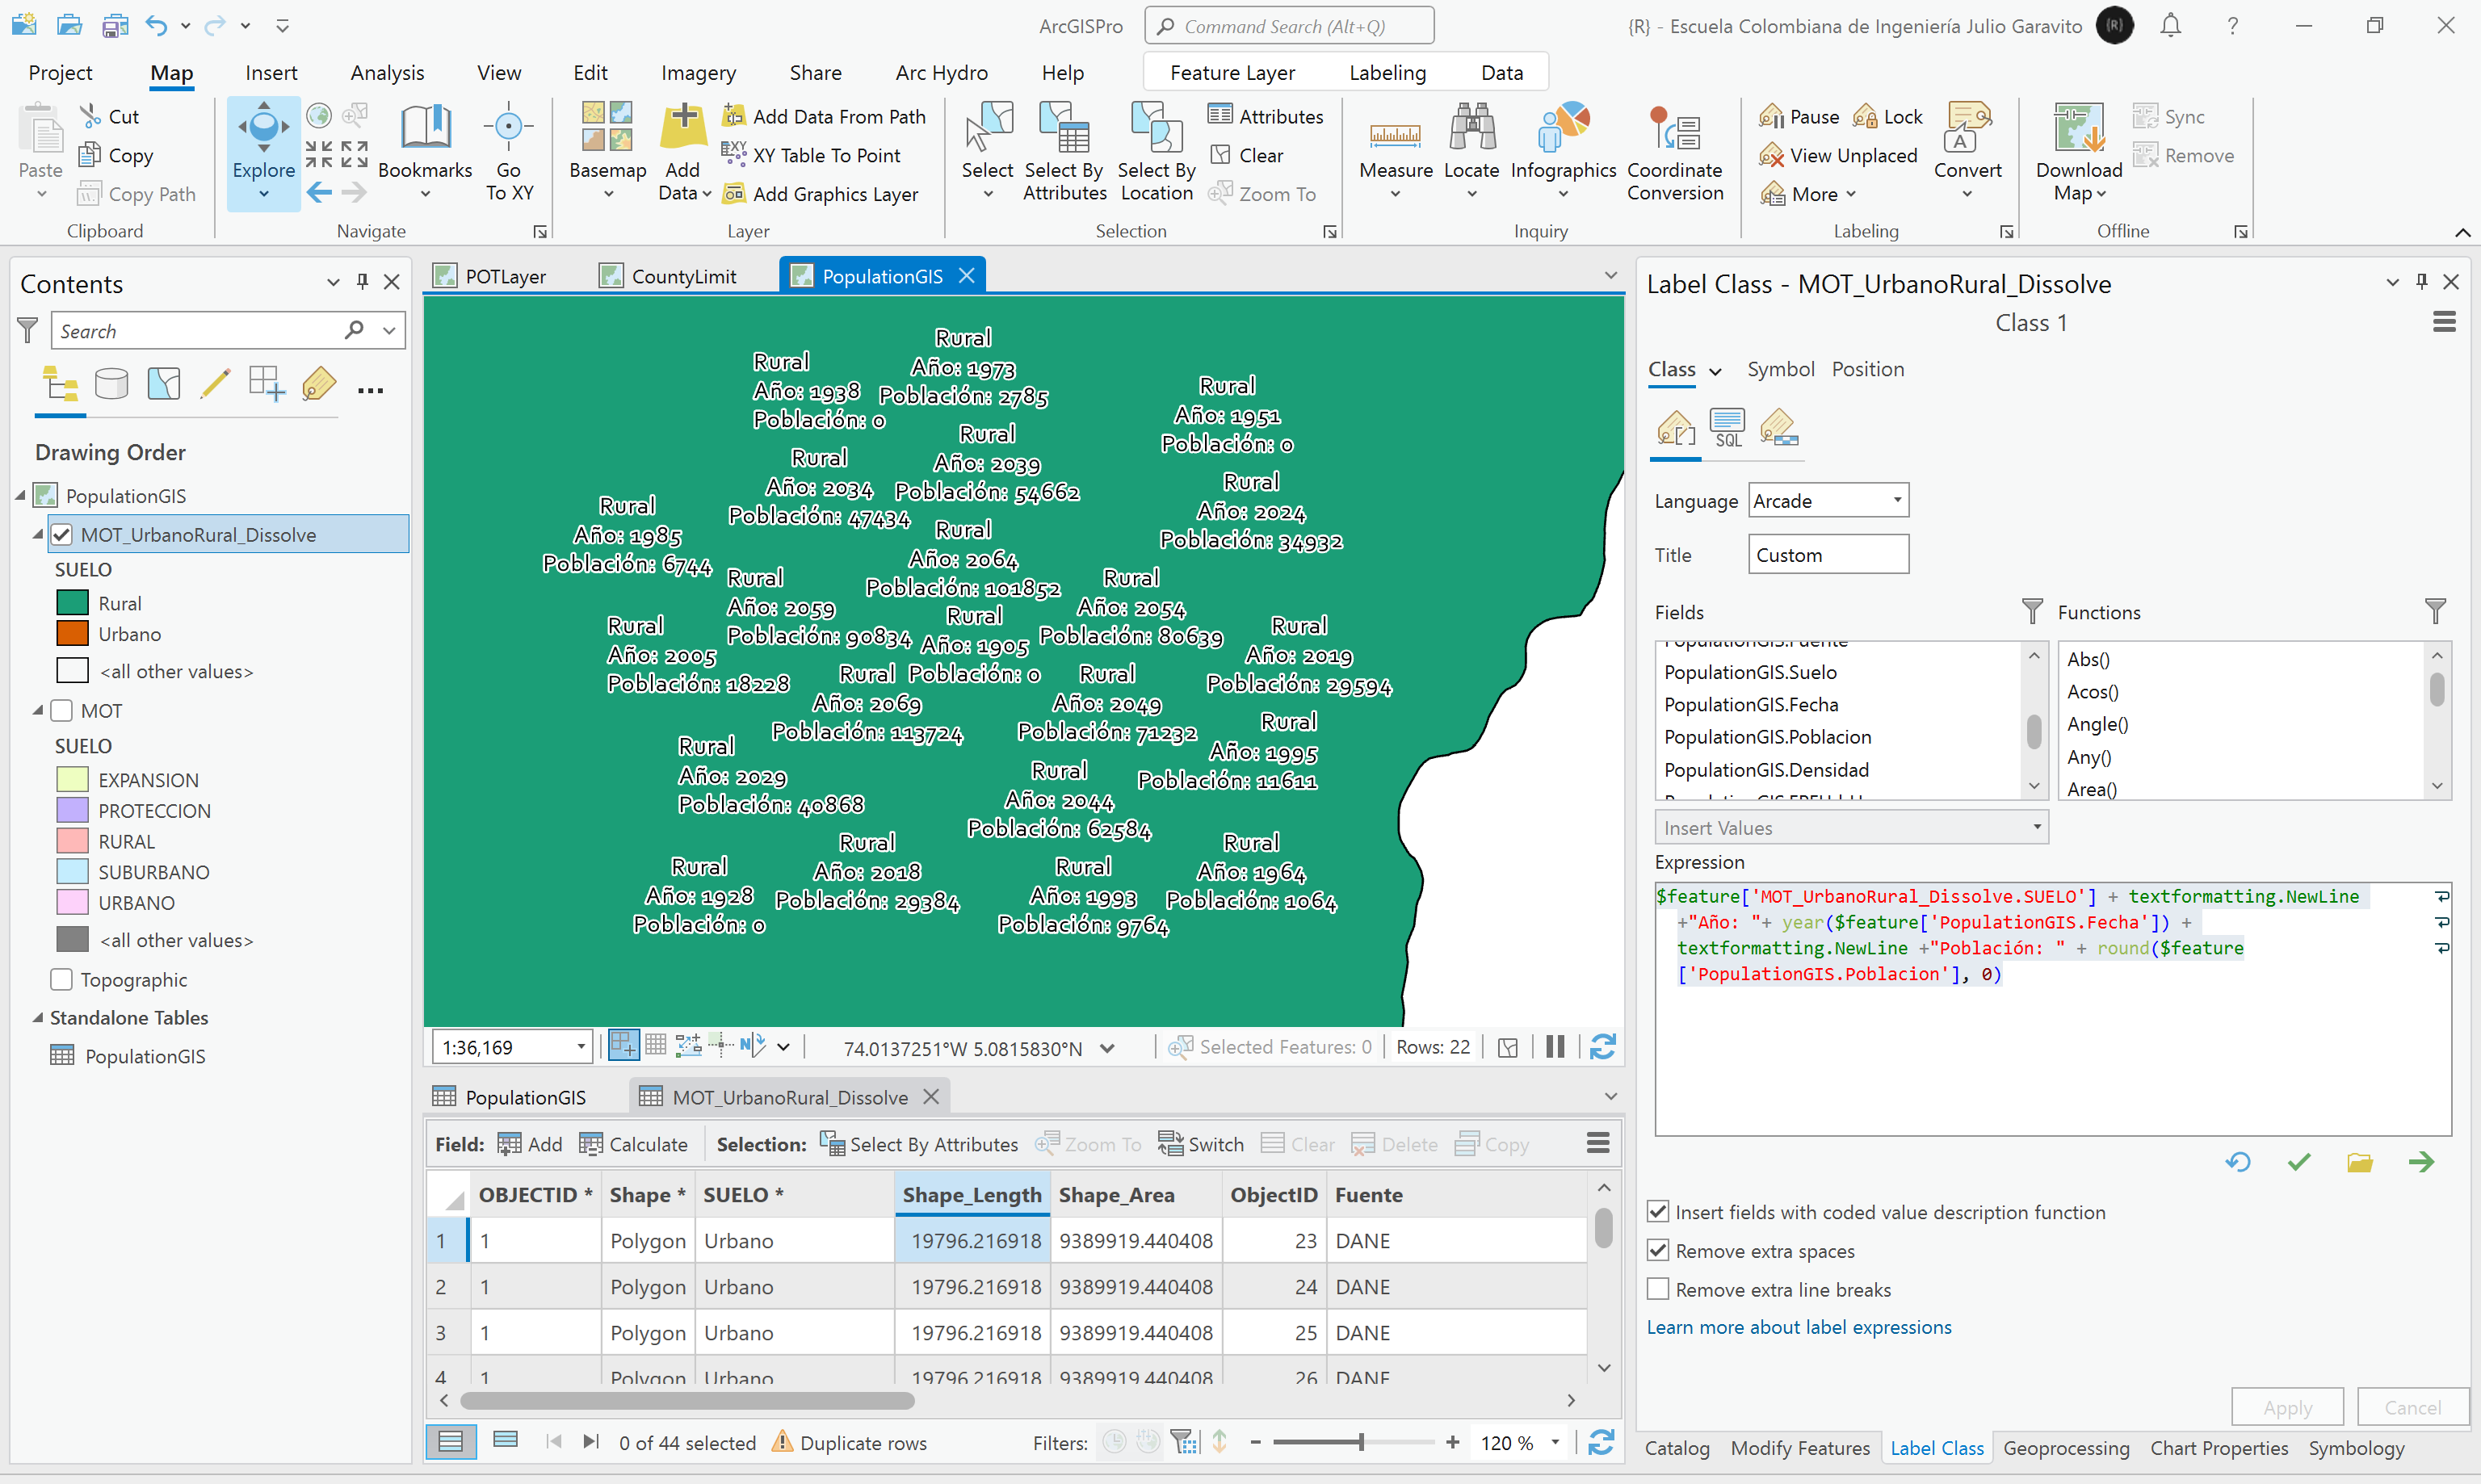 ArcGISPro
Command Search (Alt+Q)
{R} - Escuela Colombiana de Ingeniería Julio Garavito
{R}
Project Map Insert Analysis View Edit Imagery Share Arc Hydro Help Feature Layer Labeling Data
Paste
Cut
Copy
Copy Path
Clipboard
Explore
Bookmarks
Go To XY
Navigate
Basemap
Add Data
Add Data From Path
XY Table To Point
Add Graphics Layer
Layer
Select
Select By Attributes
Select By Location
Attributes
Clear
Zoom To
Selection
Measure
Locate
Infographics
Coordinate Conversion
Inquiry
Pause
Lock
View Unplaced
More
Convert
Labeling
Download Map
Sync
Remove
Offline
Contents
Search
Drawing Order
PopulationGIS
MOT_UrbanoRural_Dissolve
SUELO
Rural
Urbano
<all other values>
MOT
SUELO
EXPANSION
PROTECCION
RURAL
SUBURBANO
URBANO
<all other values>
Topographic
Standalone Tables
PopulationGIS
POTLayer
CountyLimit
PopulationGIS
Rural
Año: 1973
Población: 2785
Rural
Año: 1938
Población: 0
Rural
Año: 1951
Población: 0
Rural
Año: 2039
Población: 54662
Rural
Año: 2034
Población: 47434
Rural
Año: 2024
Población: 34932
Rural
Año: 1985
Población: 6744
Rural
Año: 2064
Población: 101852
Rural
Año: 2059
Población: 90834
Rural
Año: 2054
Población: 80639
Rural
Año: 1905
Población: 0
Rural
Año: 2005
Población: 18228
Rural
Año: 2019
Población: 29594
Rural
Año: 2069
Población: 113724
Rural
Año: 2049
Población: 71232
Rural
Año: 1995
Población: 11611
Rural
Año: 2029
Población: 40868
Rural
Año: 2044
Población: 62584
Rural
Año: 2018
Población: 29384
Rural
Año: 1964
Población: 1064
Rural
Año: 1928
Población: 0
Rural
Año: 1993
Población: 9764
1:36,169
N
74.0137251°W 5.0815830°N
Selected Features: 0
Rows: 22
PopulationGIS
MOT_UrbanoRural_Dissolve
Field: Add Calculate Selection: Select By Attributes Zoom To Switch Clear Delete Copy
OBJECTID * Shape * SUELO * Shape_Length Shape_Area ObjectID Fuente
1 1 Polygon Urbano 19796.216918 9389919.440408 23 DANE
2 1 Polygon Urbano 19796.216918 9389919.440408 24 DANE
3 1 Polygon Urbano 19796.216918 9389919.440408 25 DANE
4 1 Polygon Urbano 19796.216918 9389919.440408 26 DANE
0 of 44 selected
Duplicate rows
Filters:
120 %
Label Class - MOT_UrbanoRural_Dissolve
Class 1
Class Symbol Position
SQL
Language Arcade
Title Custom
Fields
PopulationGIS.Fuente
PopulationGIS.Suelo
PopulationGIS.Fecha
PopulationGIS.Poblacion
PopulationGIS.Densidad
Functions
Abs()
Acos()
Angle()
Any()
Area()
Insert Values
Expression
$feature['MOT_UrbanoRural_Dissolve.SUELO'] + textformatting.NewLine
+"Año: "+ year($feature['PopulationGIS.Fecha']) +
textformatting.NewLine +"Población: " + round($feature
['PopulationGIS.Poblacion'], 0)
Insert fields with coded value description function
Remove extra spaces
Remove extra line breaks
Learn more about label expressions
Apply
Cancel
Catalog Modify Features Label Class Geoprocessing Chart Properties Symbology